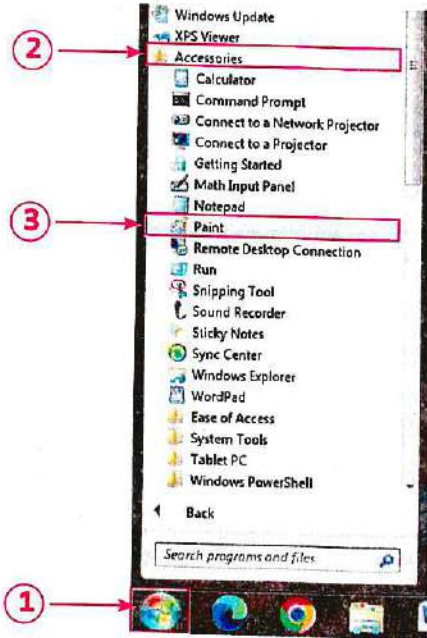 Windows Update
2
XPS Viewer
Accessories
Calculator
Command Prompt
Connect to a Network Projector
Connect to a Projector
Getting Started
Math Input Panel
Notepad
3
Paint
Remote Desktop Connection
Run
Snipping Tool
Sound Recorder
Sticky Notes
Sync Center
Windows Explorer
WordPad
Ease of Access
System Tools
Tablet PC
Windows PowerShell
Back
Search programs and files
1